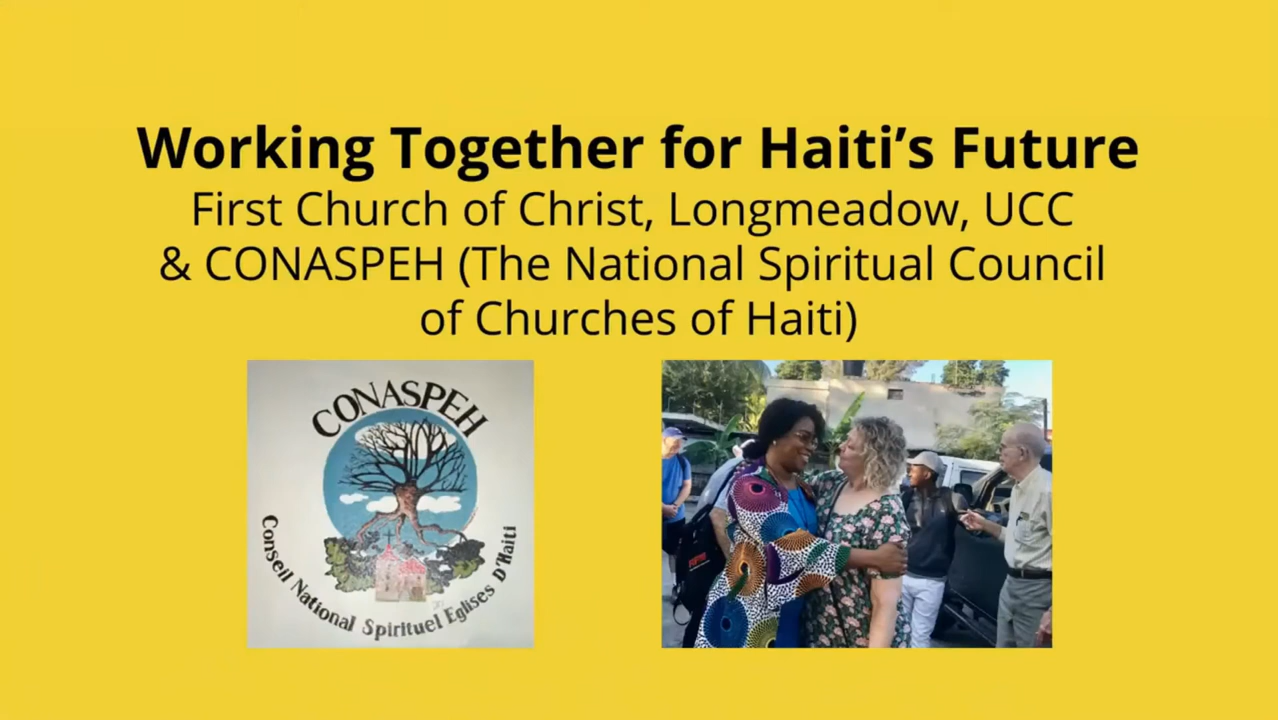 Working Together for Haiti’s Future
First Church of Christ, Longmeadow, UCC
& CONASPEH (The National Spiritual Council
of Churches of Haiti)
CONASPEH
Conseil National Spirituel Eglises D'Haiti